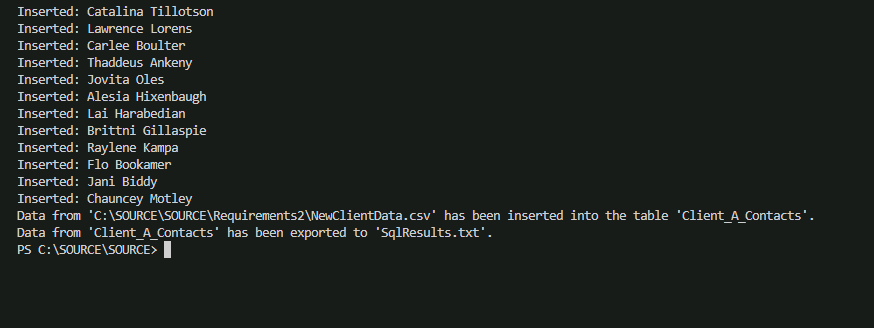 Inserted: Catalina Tillotson
Inserted: Lawrence Lorens
Inserted: Carlee Boulter
Inserted: Thaddeus Ankeny
Inserted: Jovita Oles
Inserted: Alesia Hixenbaugh
Inserted: Lai Harabedian
Inserted: Brittni Gillaspie
Inserted: Raylene Kampa
Inserted: Flo Bookamer
Inserted: Jani Biddy
Inserted: Chauncey Motley
Data from 'C:\SOURCE\SOURCE\Requirements2\NewClientData.csv' has been inserted into the table 'Client_A_Contacts'.
Data from 'Client_A_Contacts' has been exported to 'SqlResults.txt'.
PS C:\SOURCE\SOURCE>